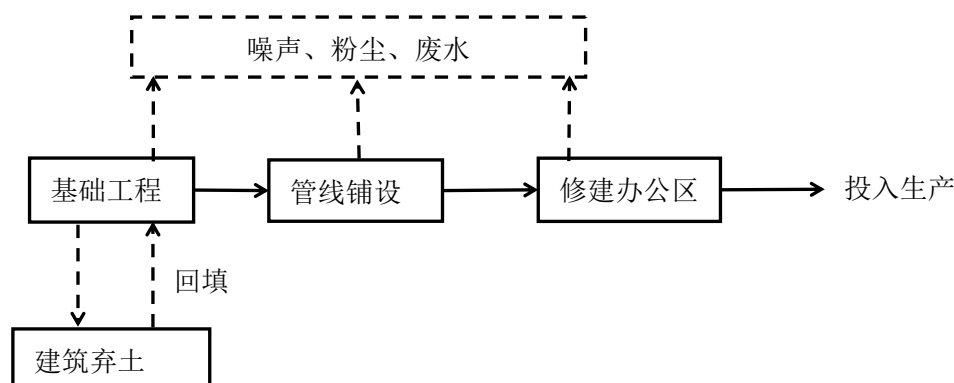 噪声、粉尘、废水
基础工程
管线铺设
修建办公区
投入生产
回填
建筑弃土